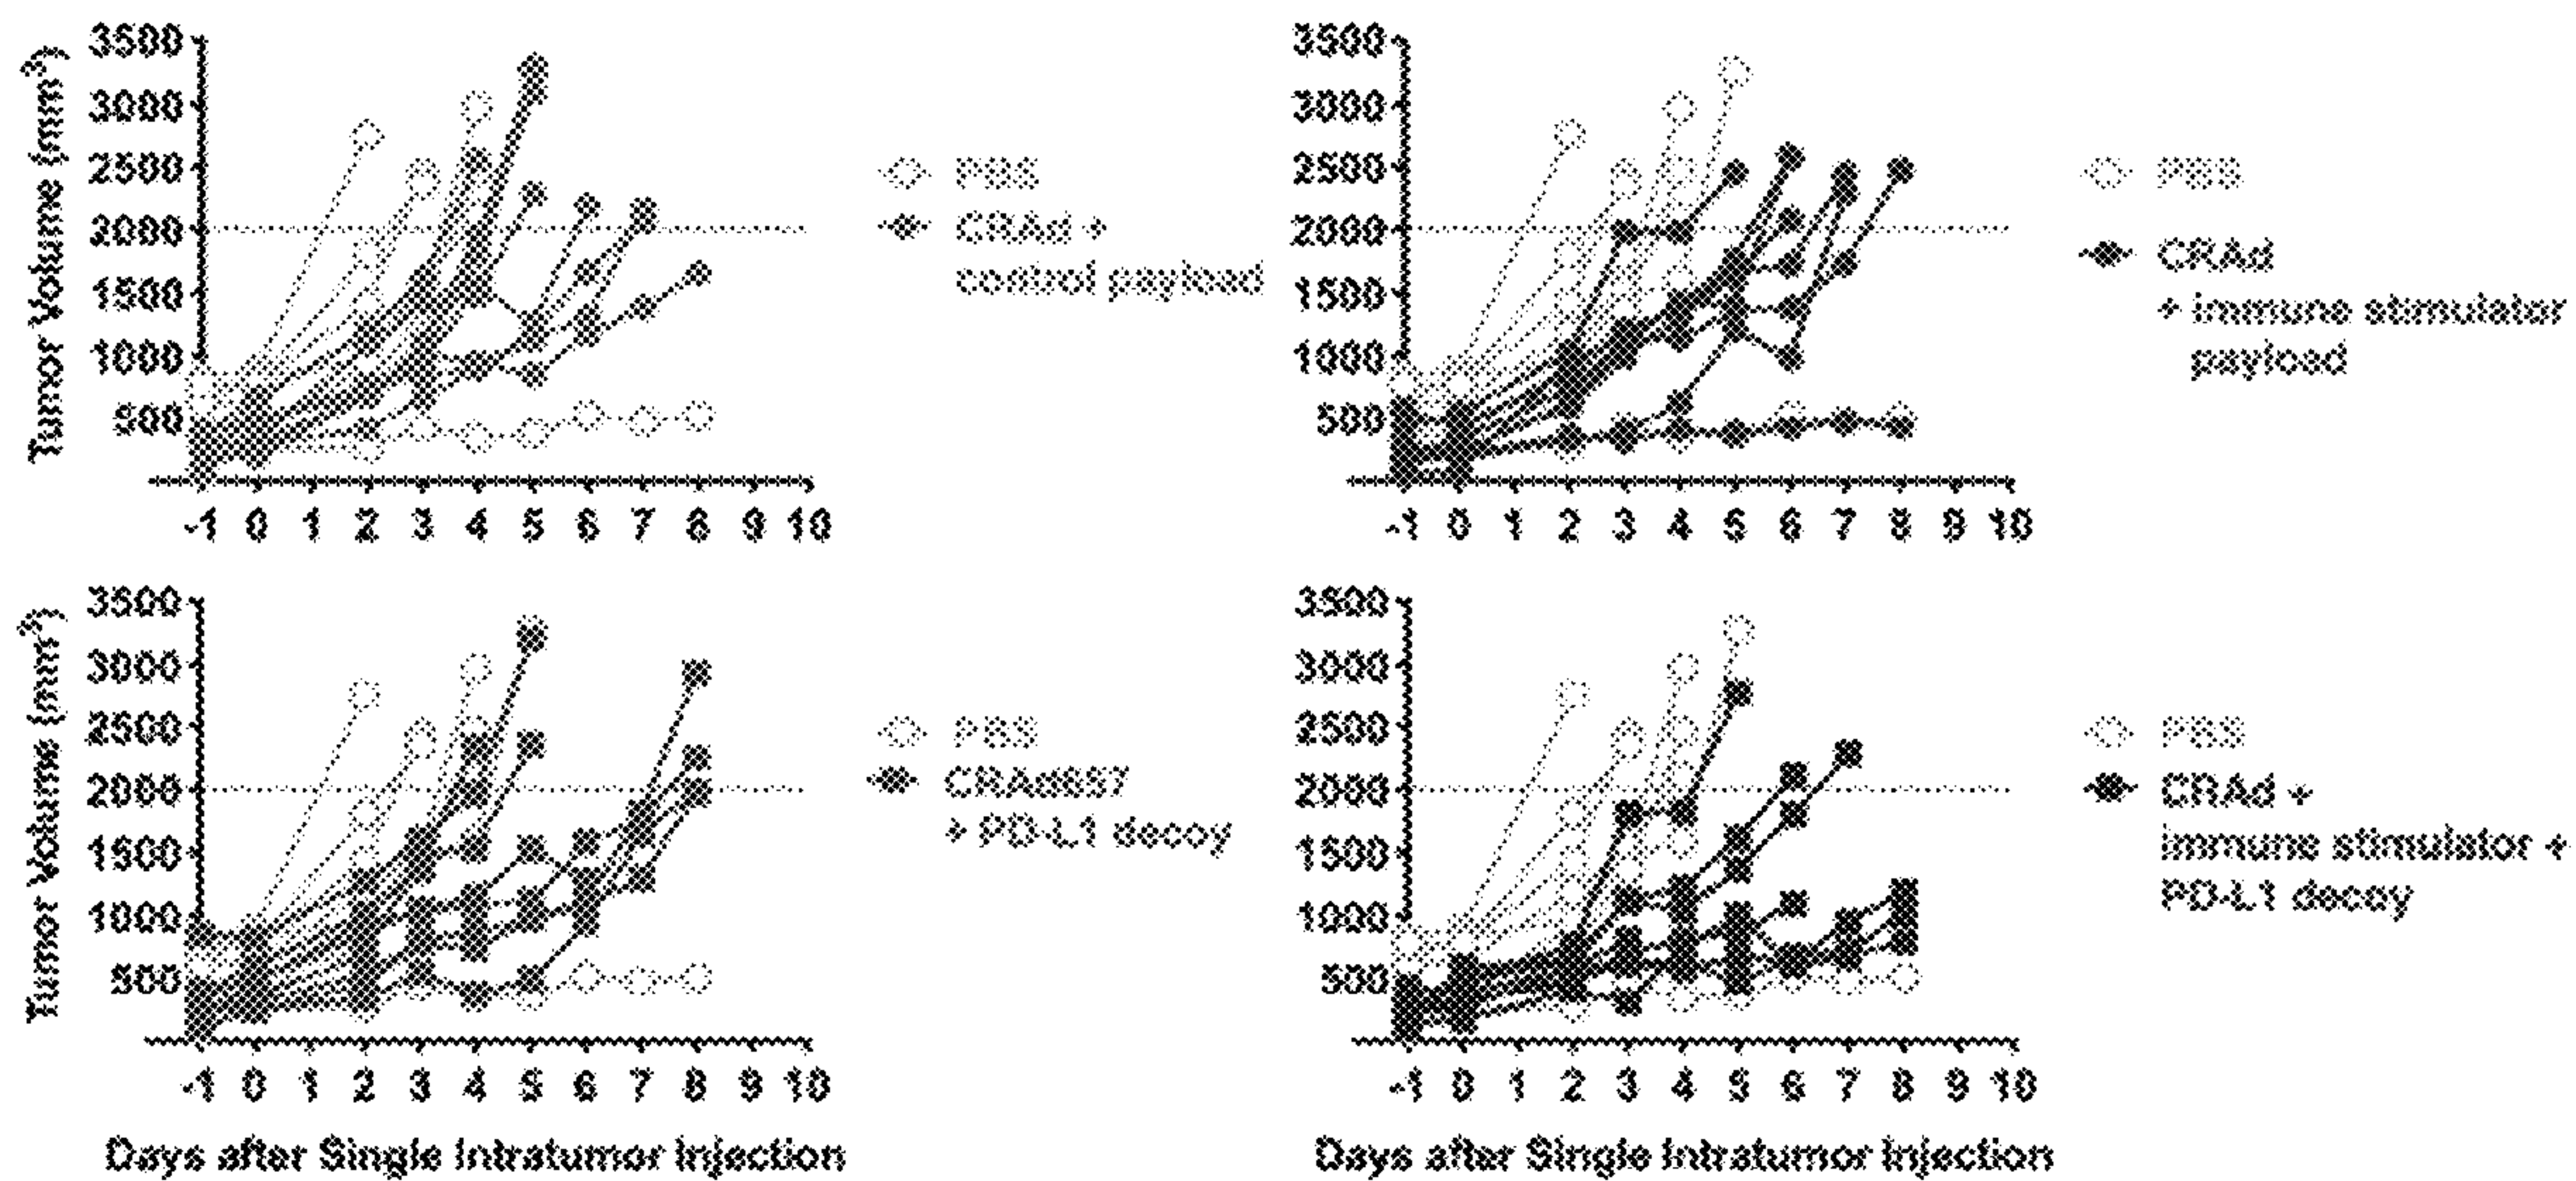 Tumor Volume (mm³)
3500
3000
2500
2000
1500
1000
500
-1 0 1 2 3 4 5 6 7 8 9 10
PBS
CRAd +
control payload
3500
3000
2500
2000
1500
1000
500
-1 0 1 2 3 4 5 6 7 8 9 10
PBS
CRAd
+ immune stimulator
payload
Tumor Volume (mm³)
3500
3000
2500
2000
1500
1000
500
-1 0 1 2 3 4 5 6 7 8 9 10
Days after Single Intratumor Injection
PBS
CRAd657
+ PD-L1 decoy
3500
3000
2500
2000
1500
1000
500
-1 0 1 2 3 4 5 6 7 8 9 10
Days after Single Intratumor Injection
PBS
CRAd +
immune stimulator +
PD-L1 decoy